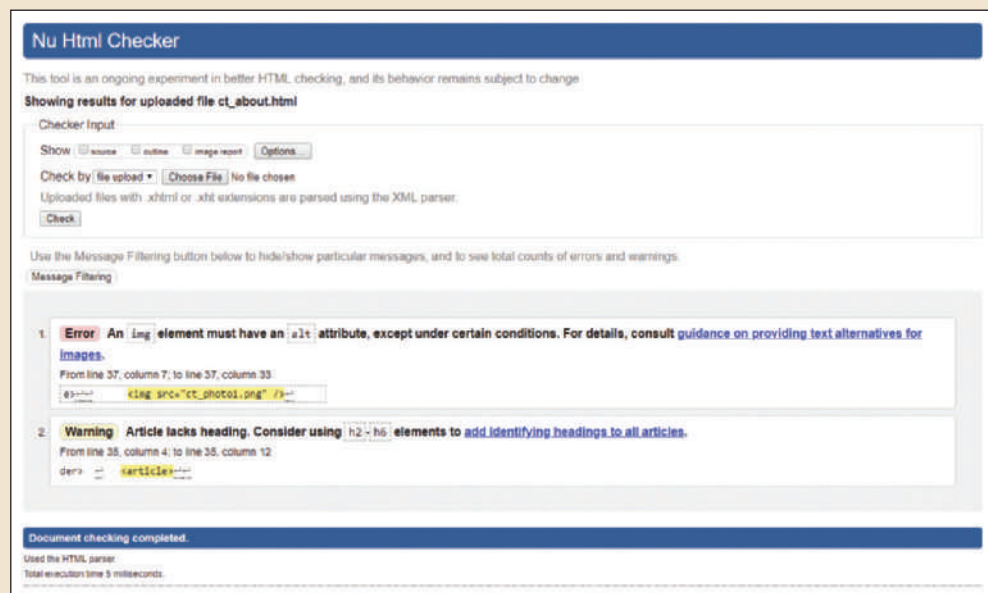 Nu Html Checker
This tool is an ongoing experiment in better HTML checking, and its behavior remains subject to change
Showing results for uploaded file ct_about.html
Checker Input
Show source outline image report Options...
Check by file upload Choose File No file chosen
Uploaded files with .xhtml or .xht extensions are parsed using the XML parser.
Check
Use the Message Filtering button below to hide/show particular messages, and to see total counts of errors and warnings.
Message Filtering
1. Error An img element must have an alt attribute, except under certain conditions. For details, consult guidance on providing text alternatives for
images.
From line 37, column 7; to line 37, column 33
<img src="ct_photo1.png" />
2. Warning Article lacks heading. Consider using h2-h6 elements to add identifying headings to all articles.
From line 35, column 4; to line 35, column 12
der> <article>
Document checking completed.
Used the HTML parser.
Total execution time 5 milliseconds.